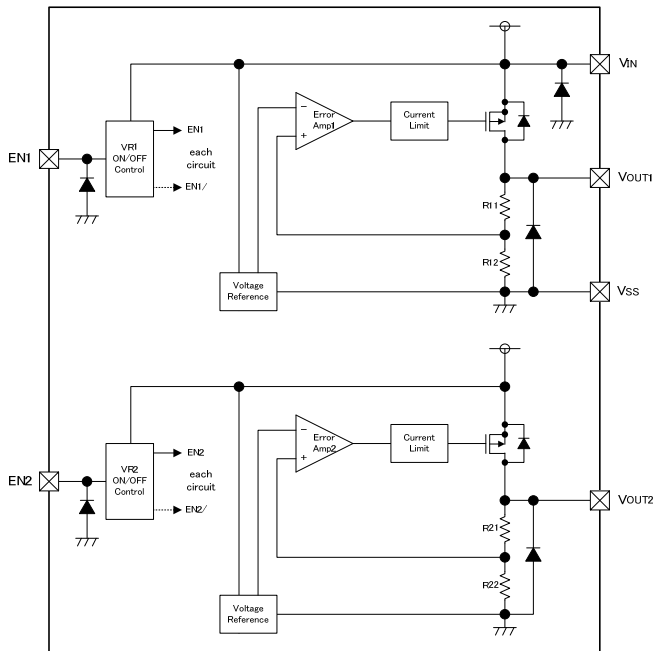 VIN
−
Error
Amp1
+
Current
Limit
EN1
VR1
ON/OFF
Control
EN1
each
circuit
EN1/
VOUT1
R11
R12
Voltage
Reference
VSS
−
Error
Amp2
+
Current
Limit
EN2
VR2
ON/OFF
Control
EN2
each
circuit
EN2/
VOUT2
R21
R22
Voltage
Reference